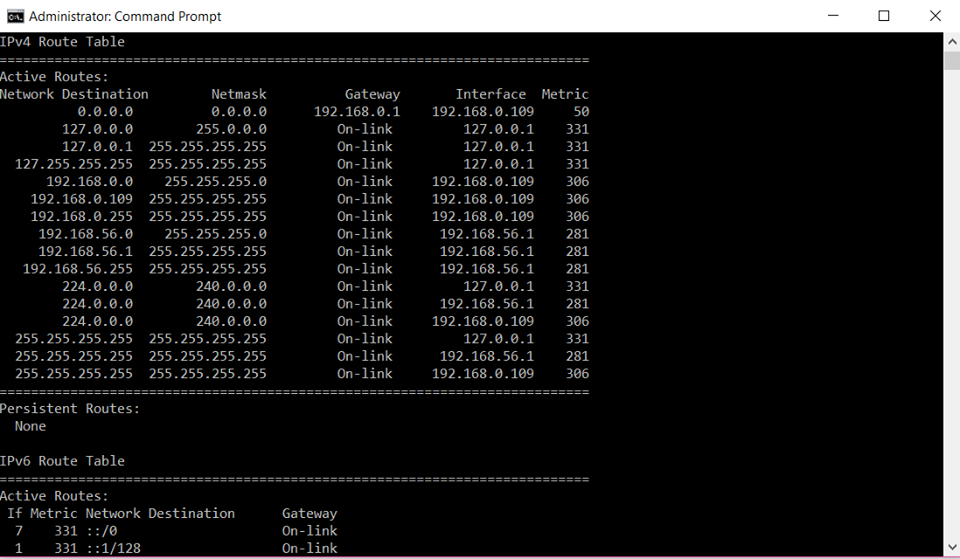 Administrator: Command Prompt
IPv4 Route Table
===========================================================================
Active Routes:
Network Destination        Netmask          Gateway       Interface  Metric
          0.0.0.0          0.0.0.0      192.168.0.1    192.168.0.109     50
        127.0.0.0        255.0.0.0         On-link         127.0.0.1    331
        127.0.0.1  255.255.255.255         On-link         127.0.0.1    331
  127.255.255.255  255.255.255.255         On-link         127.0.0.1    331
      192.168.0.0    255.255.255.0         On-link     192.168.0.109    306
    192.168.0.109  255.255.255.255         On-link     192.168.0.109    306
    192.168.0.255  255.255.255.255         On-link     192.168.0.109    306
     192.168.56.0    255.255.255.0         On-link      192.168.56.1    281
     192.168.56.1  255.255.255.255         On-link      192.168.56.1    281
   192.168.56.255  255.255.255.255         On-link      192.168.56.1    281
        224.0.0.0        240.0.0.0         On-link         127.0.0.1    331
        224.0.0.0        240.0.0.0         On-link      192.168.56.1    281
        224.0.0.0        240.0.0.0         On-link     192.168.0.109    306
  255.255.255.255  255.255.255.255         On-link         127.0.0.1    331
  255.255.255.255  255.255.255.255         On-link      192.168.56.1    281
  255.255.255.255  255.255.255.255         On-link     192.168.0.109    306
===========================================================================
Persistent Routes:
  None
IPv6 Route Table
===========================================================================
Active Routes:
 If Metric Network Destination      Gateway
  7    331 ::/0                     On-link
  1    331 ::1/128                  On-link